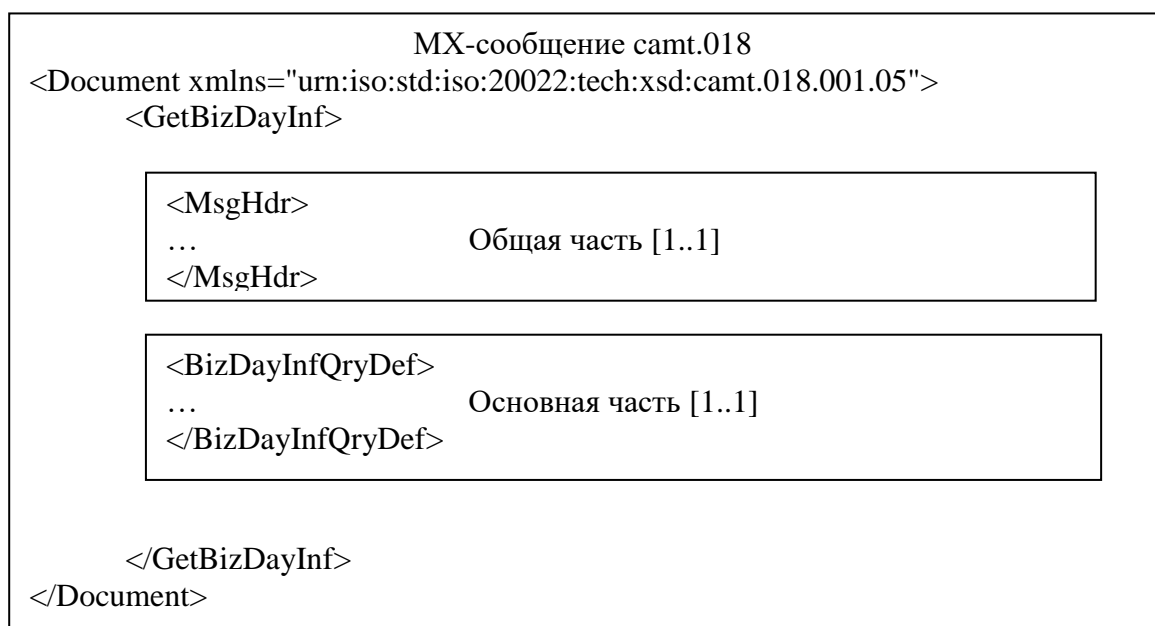 MX-сообщение camt.018
<Document xmlns="urn:iso:std:iso:20022:tech:xsd:camt.018.001.05">
<GetBizDayInf>
<MsgHdr>
… Общая часть [1..1]
</MsgHdr>
<BizDayInfQryDef>
… Основная часть [1..1]
</BizDayInfQryDef>
</GetBizDayInf>
</Document>